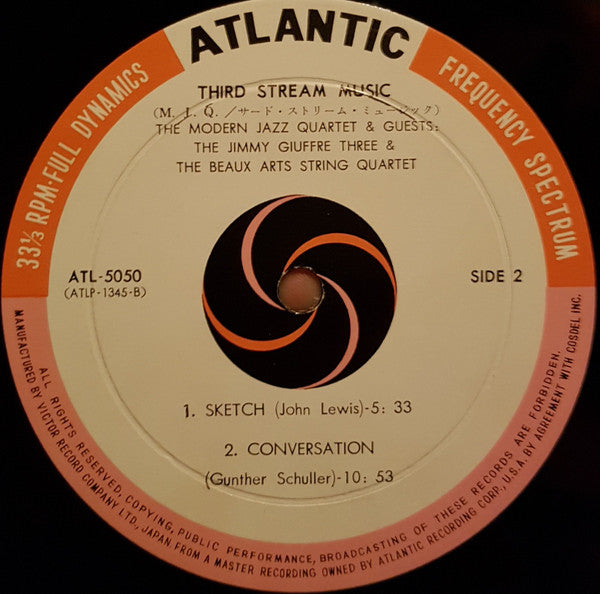 ATLANTIC
33⅓ RPM·FULL DYNAMICS
FREQUENCY SPECTRUM
THIRD STREAM MUSIC
(M. I. Q. /サード・ストリーム・ミュージック)
THE MODERN JAZZ QUARTET & GUESTS:
THE JIMMY GIUFFRE THREE &
THE BEAUX ARTS STRING QUARTET
ATL-5050
(ATLP-1345-B)
SIDE 2
1. SKETCH (John Lewis)-5: 33
2. CONVERSATION
(Gunther Schuller)-10: 53
ALL RIGHTS RESERVED, COPYING, PUBLIC PERFORMANCE, BROADCASTING OF THESE RECORDS ARE FORBIDDEN.
MANUFACTURED BY VICTOR RECORD COMPANY LTD., JAPAN FROM A MASTER RECORDING OWNED BY ATLANTIC RECORDING CORP., U.S.A. BY AGREEMENT WITH COSDEL INC.